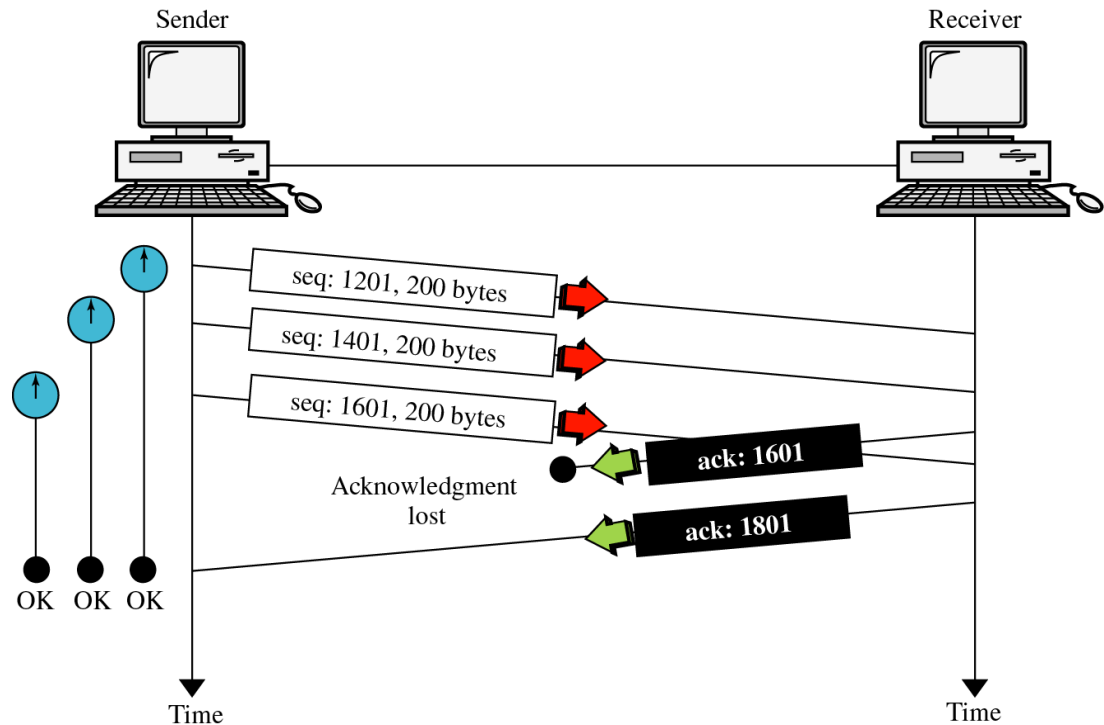 Sender
Receiver
seq: 1201, 200 bytes
seq: 1401, 200 bytes
seq: 1601, 200 bytes
ack: 1601
Acknowledgment
lost
ack: 1801
OK OK OK
Time
Time